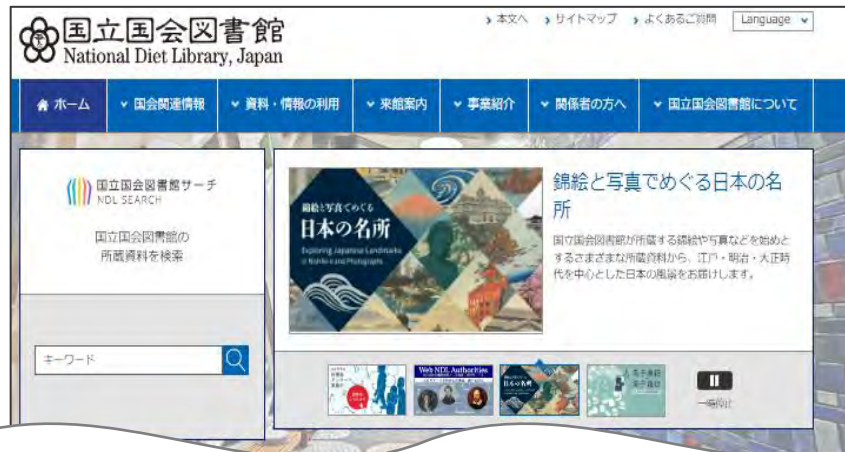 国立国会図書館
National Diet Library, Japan
本文へ
サイトマップ
よくあるご質問
Language
ホーム
国会関連情報
資料・情報の利用
来館案内
事業紹介
関係者の方へ
国立国会図書館について
国立国会図書館サーチ
NDL SEARCH
国立国会図書館の
所蔵資料を検索
キーワード
錦絵と写真でめぐる
日本の名所
Exploring Japanese Landmarks
in Nishiki-e and Photographs
錦絵と写真でめぐる日本の名
所
国立国会図書館が所蔵する錦絵や写真などを始めと
するさまざまな所蔵資料から、江戸・明治・大正時
代を中心とした日本の風景をお届けします。
Web NDL Authorities
日本の名所
電子書籍
電子雑誌
一時停止